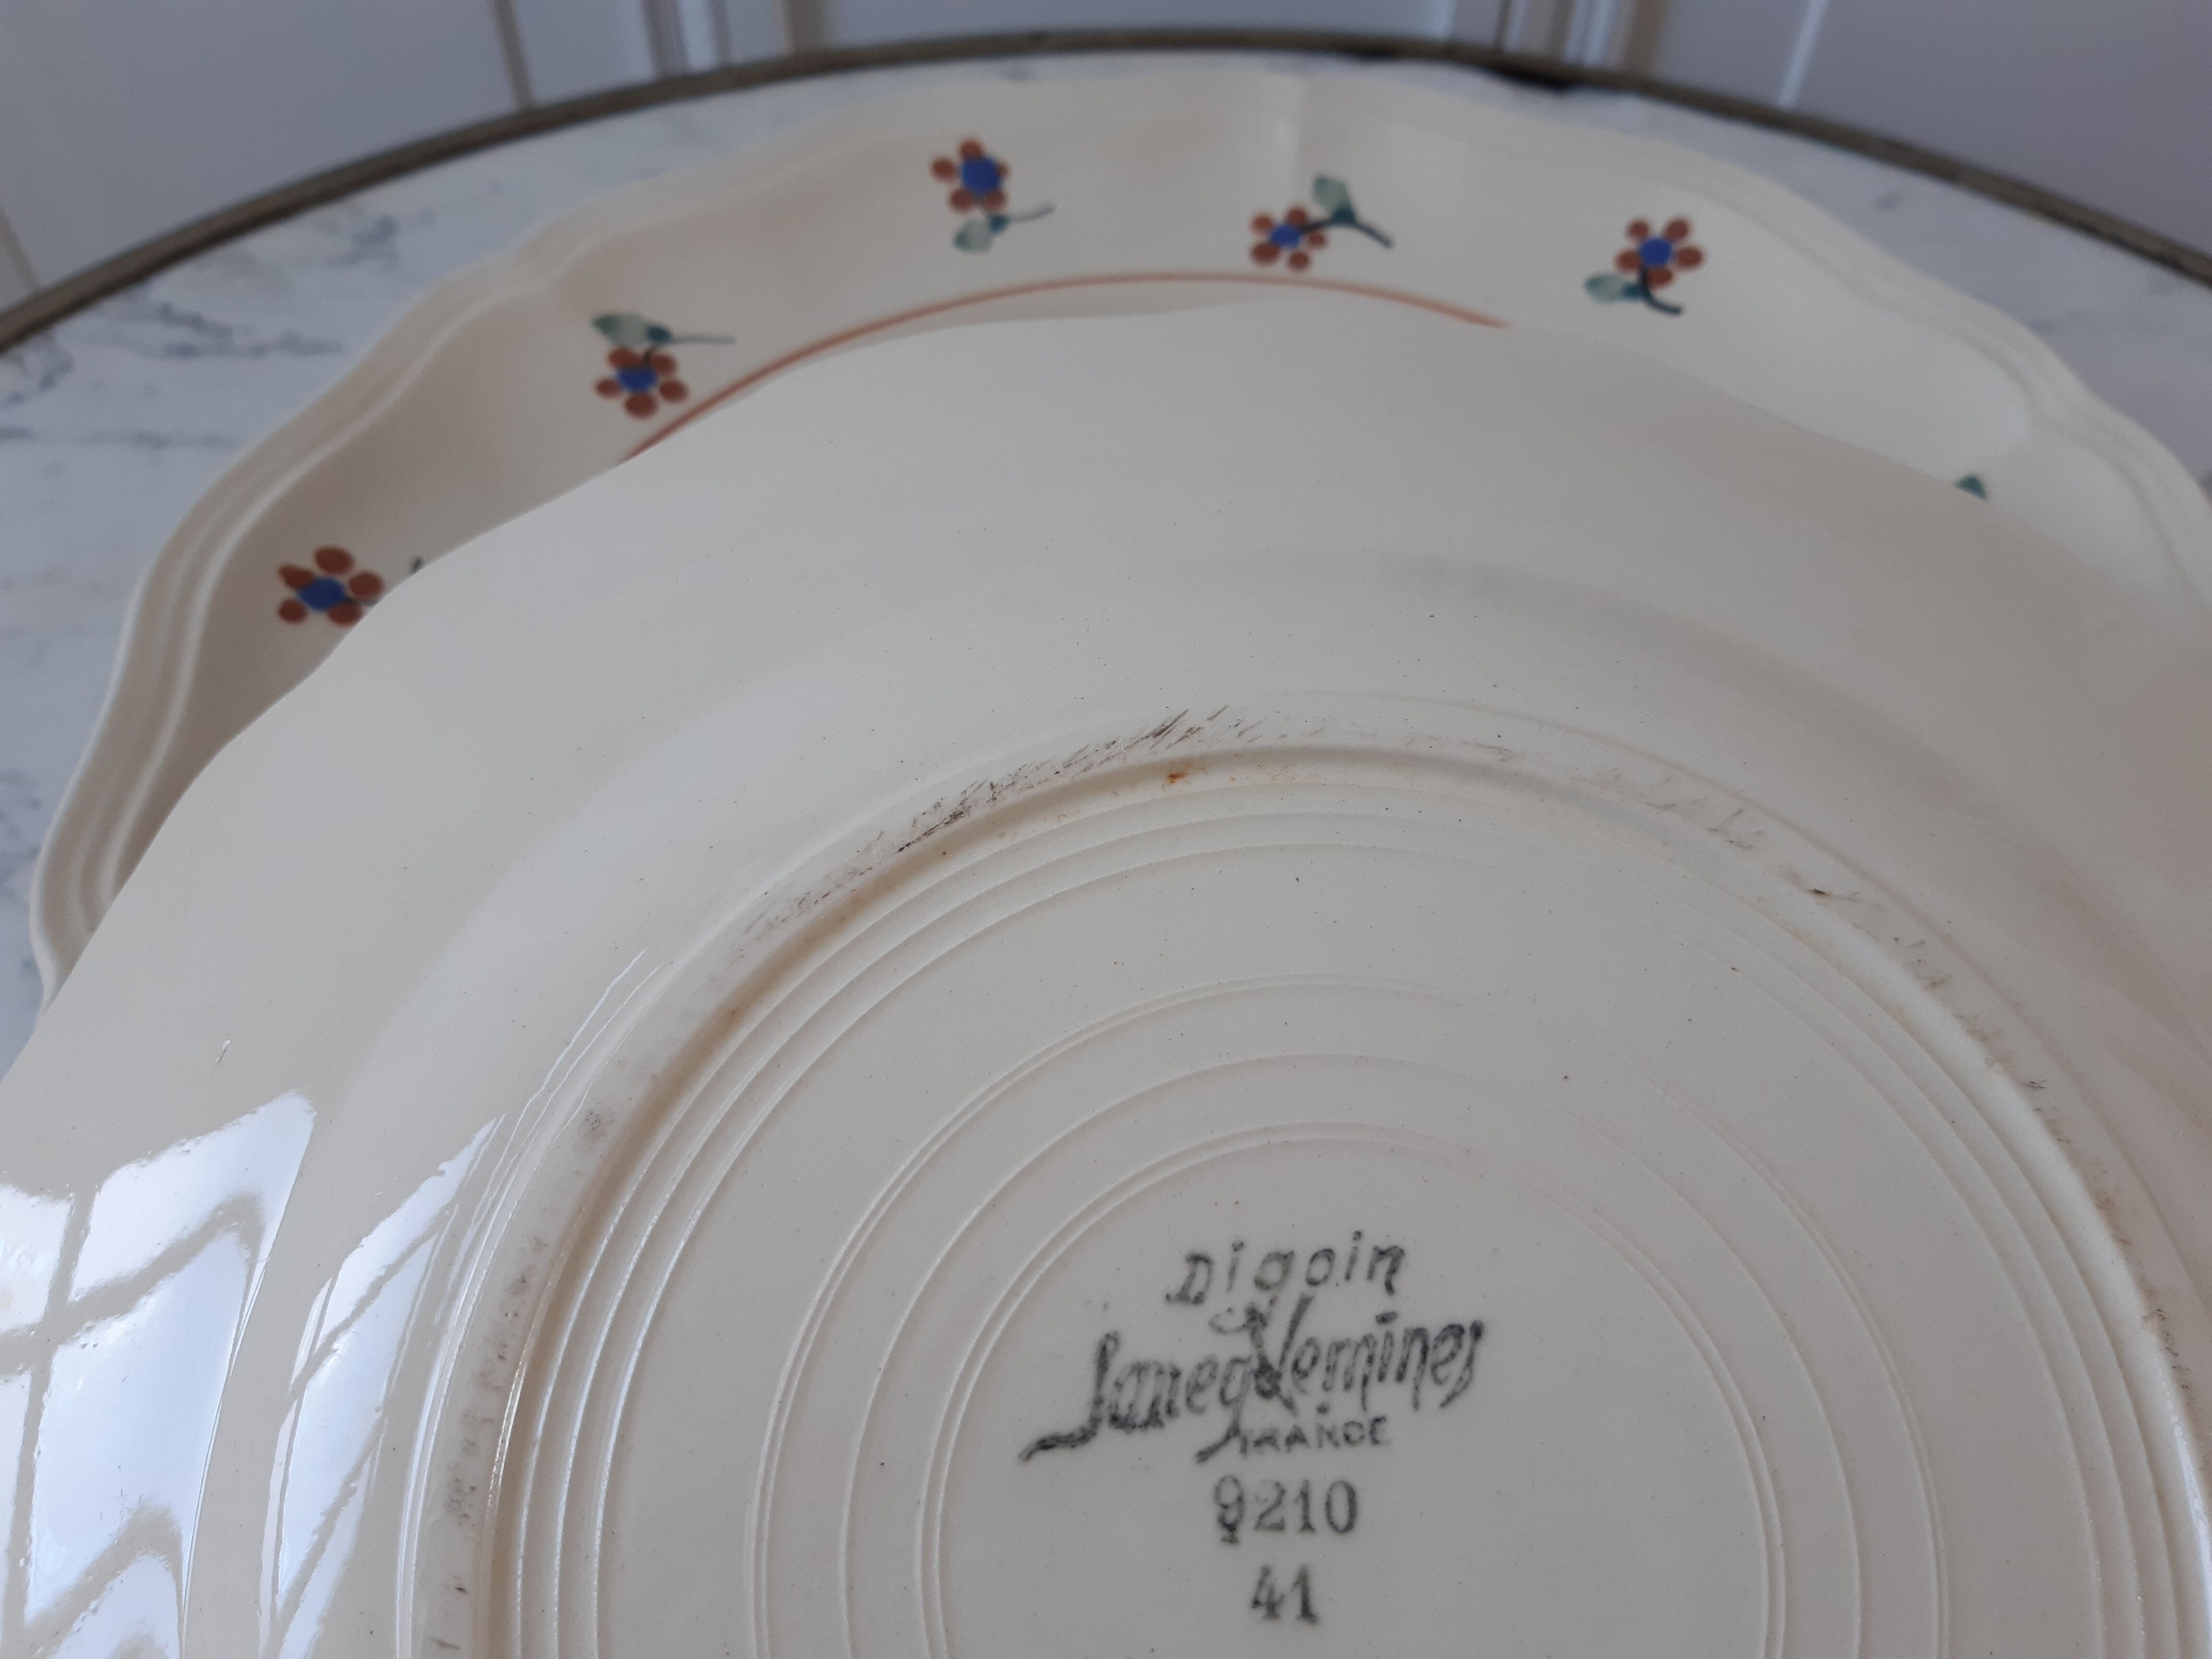 Digoin
Sarreguemines
FRANCE
9210
41